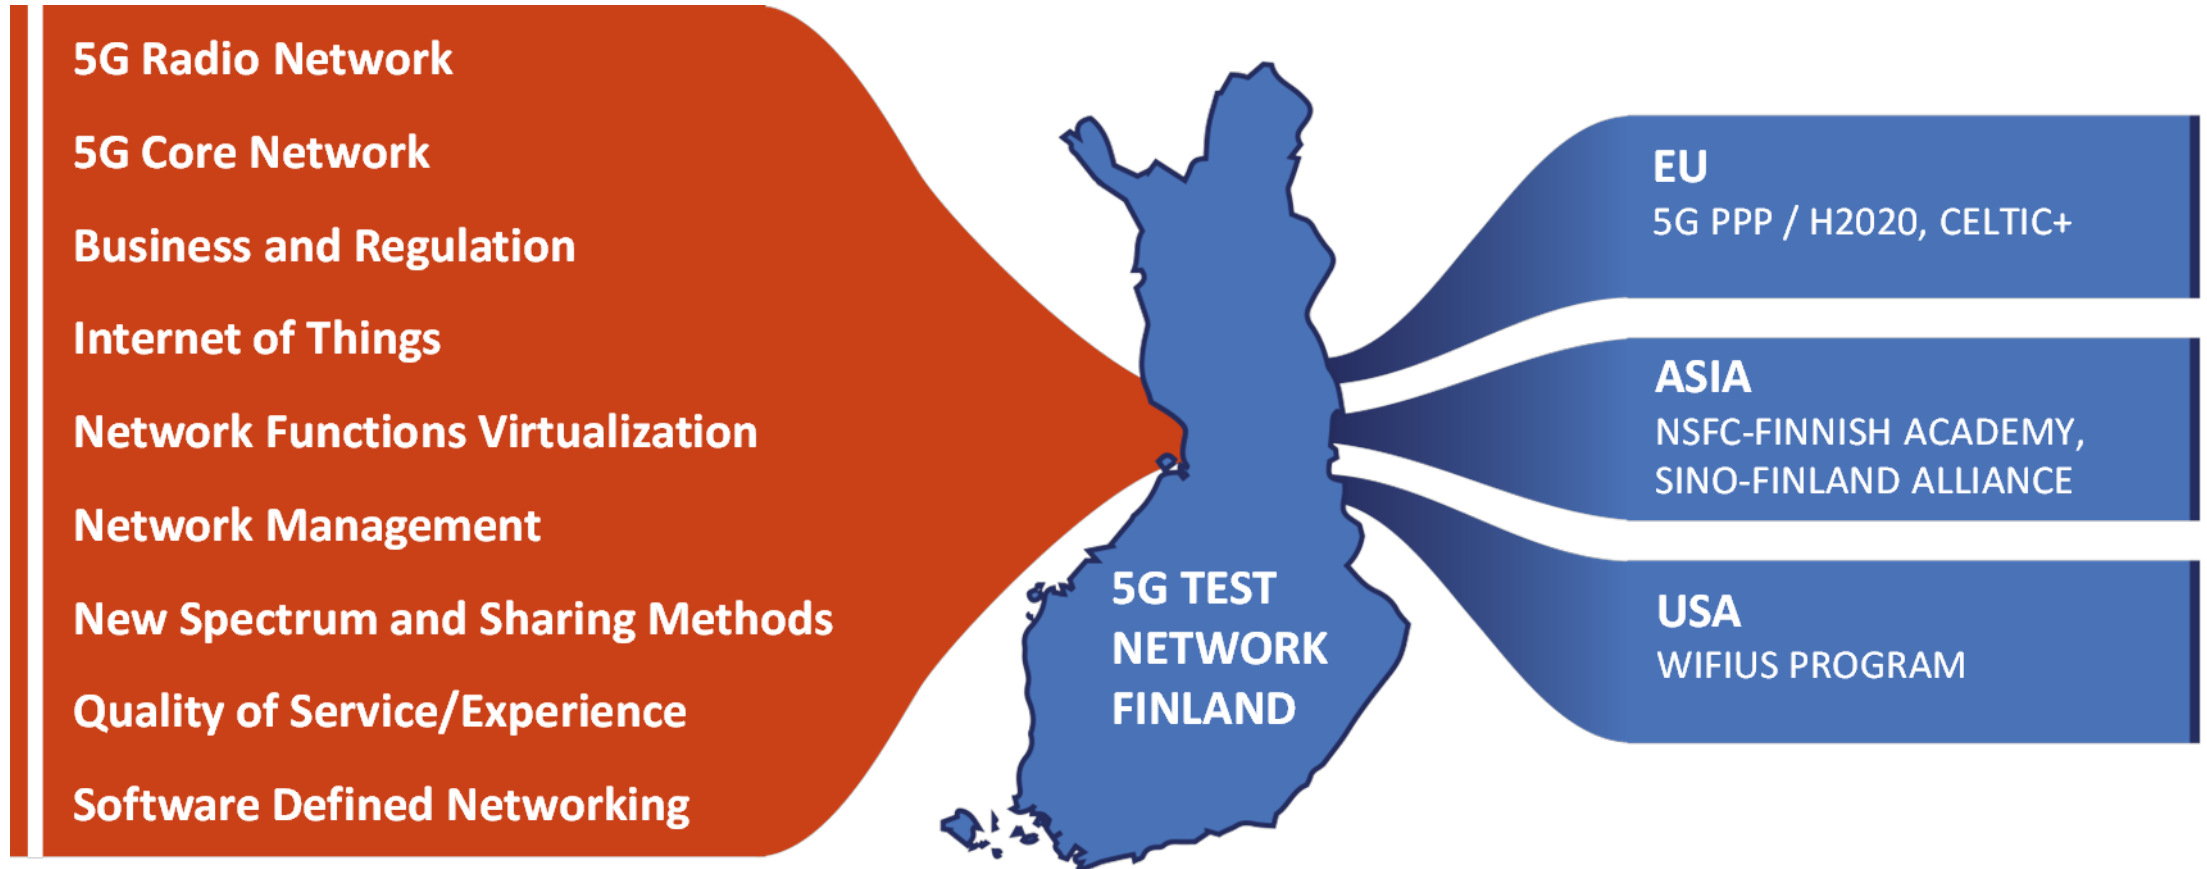 5G Radio Network
5G Core Network
Business and Regulation
Internet of Things
Network Functions Virtualization
Network Management
New Spectrum and Sharing Methods
Quality of Service/Experience
Software Defined Networking
5G TEST
NETWORK
FINLAND
EU
5G PPP / H2020, CELTIC+
ASIA
NSFC-FINNISH ACADEMY,
SINO-FINLAND ALLIANCE
USA
WIFIUS PROGRAM